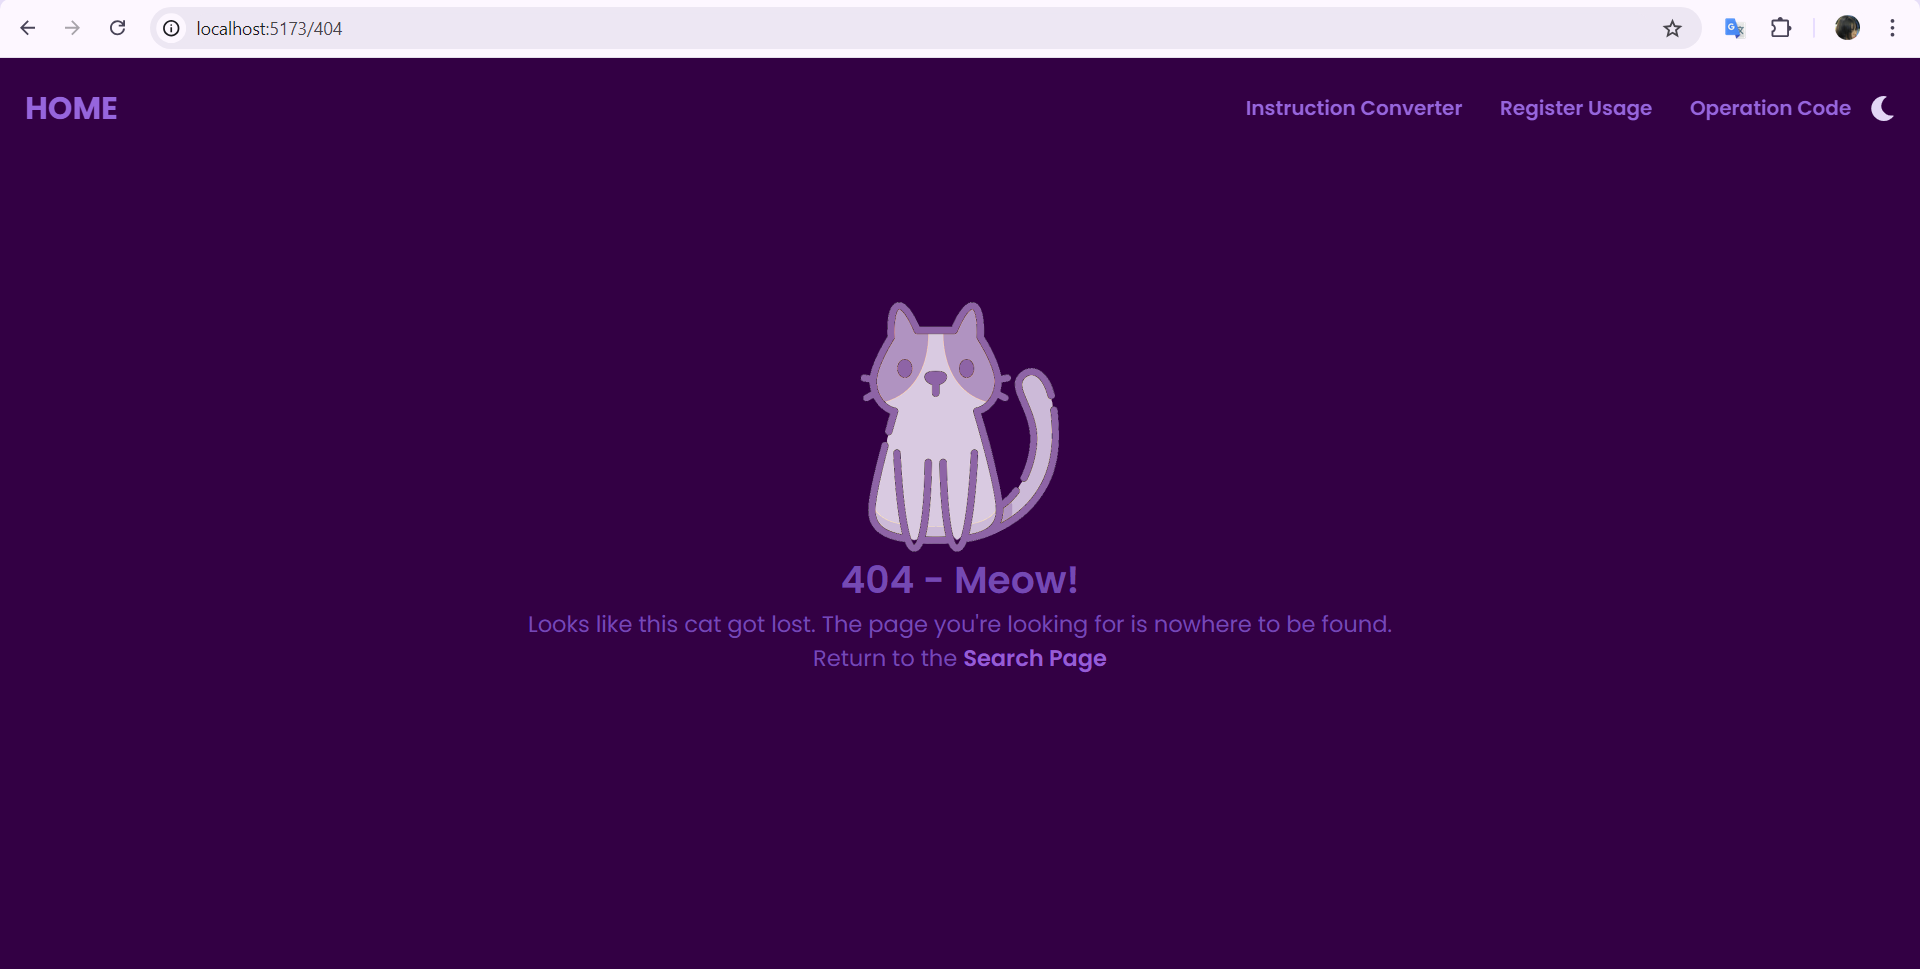 localhost:5173/404
HOME
Instruction Converter
Register Usage
Operation Code
404 - Meow!
Looks like this cat got lost. The page you're looking for is nowhere to be found.
Return to the Search Page